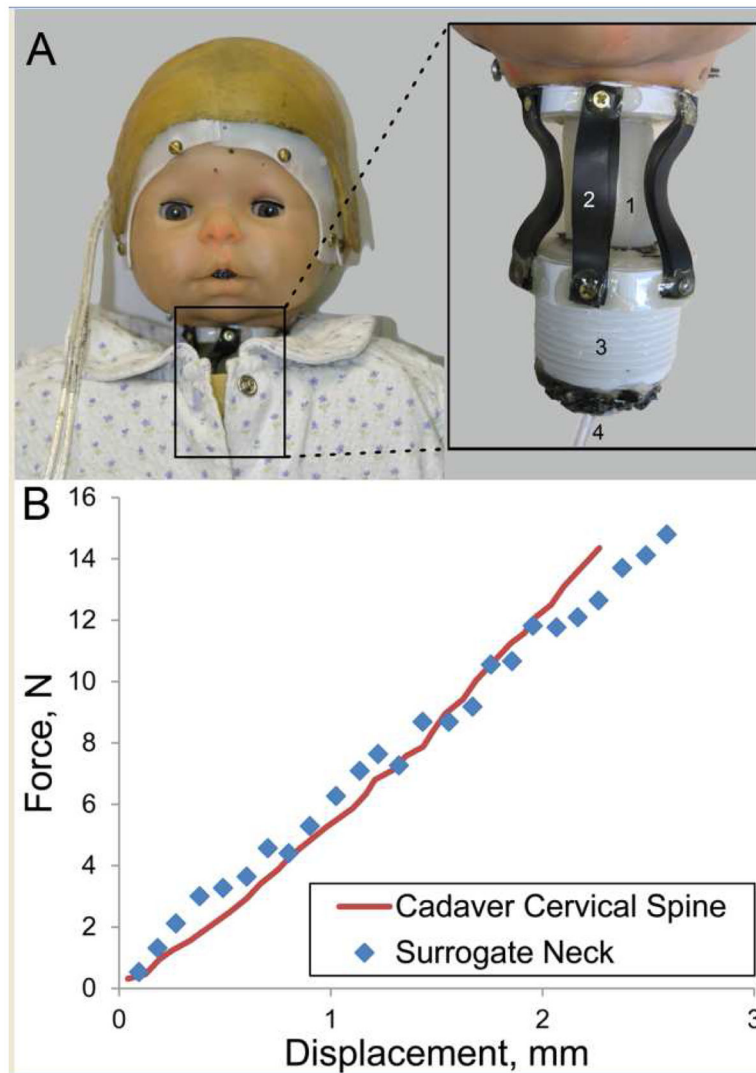 A
1
2
3
4
B
16
14
12
10
8
6
4
2
0
Force, N
Cadaver Cervical Spine
Surrogate Neck
0 1 2 3
Displacement, mm